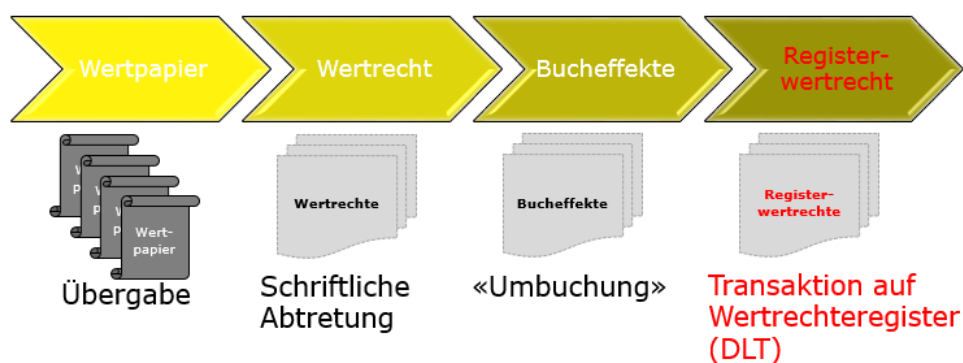 Wertpapier
Wertrecht
Bucheffekte
Register-
wertrecht
W
p
W
p
W
p
Wert-
papier
Wertrechte
Bucheffekte
Register-
wertrechte
Übergabe
Schriftliche
Abtretung
«Umbuchung»
Transaktion auf
Wertrechteregister
(DLT)